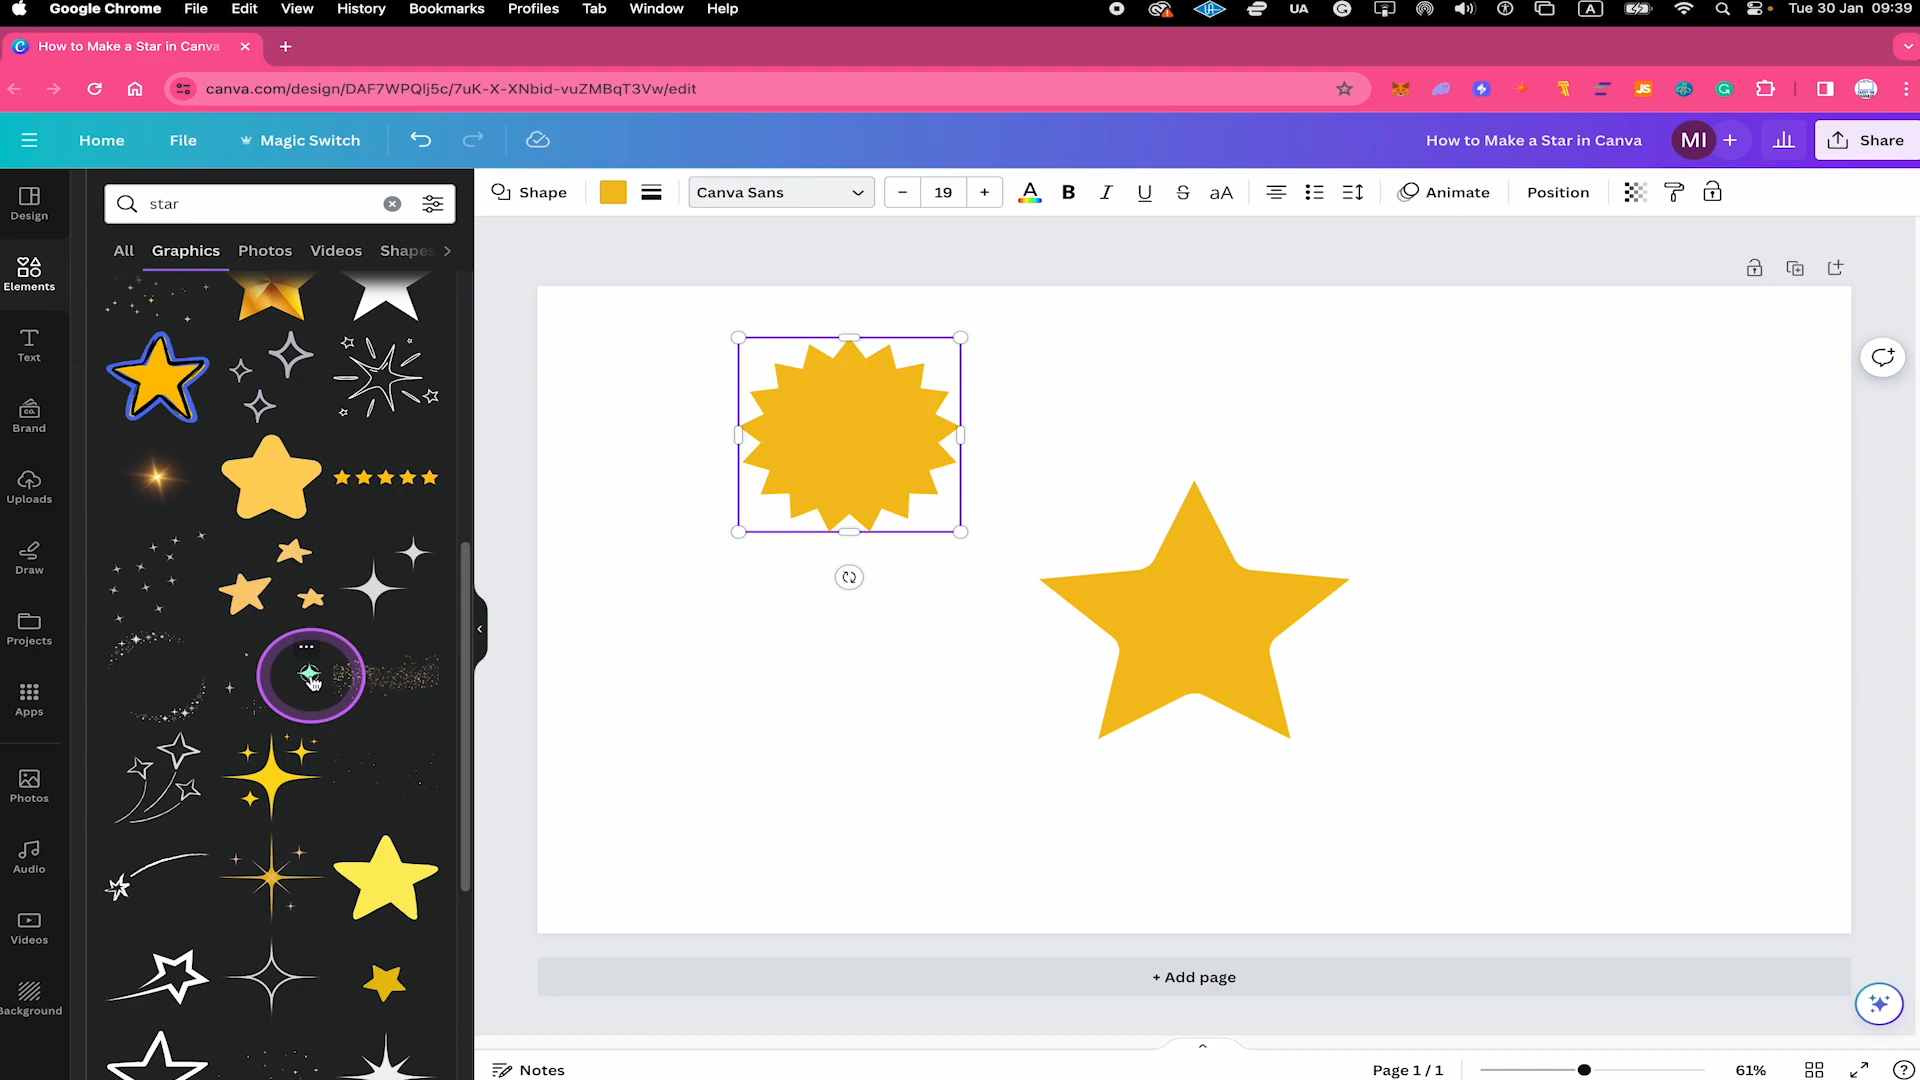 Google Chrome File Edit View History Bookmarks Profiles Tab Window Help UA A Tue 30 Jan 09:39
How to Make a Star in Canva
canva.com/design/DAF7WPQlj5c/7uK-X-XNbid-vuZMBqT3Vw/edit
Home File Magic Switch How to Make a Star in Canva MI + Share
Shape Canva Sans - 19 + A B I U S aA Animate Position
star
All Graphics Photos Videos Shapes
Design
Elements
Text
Brand
Uploads
Draw
Projects
Apps
Photos
Audio
Videos
Background
+ Add page
Notes Page 1 / 1 61%